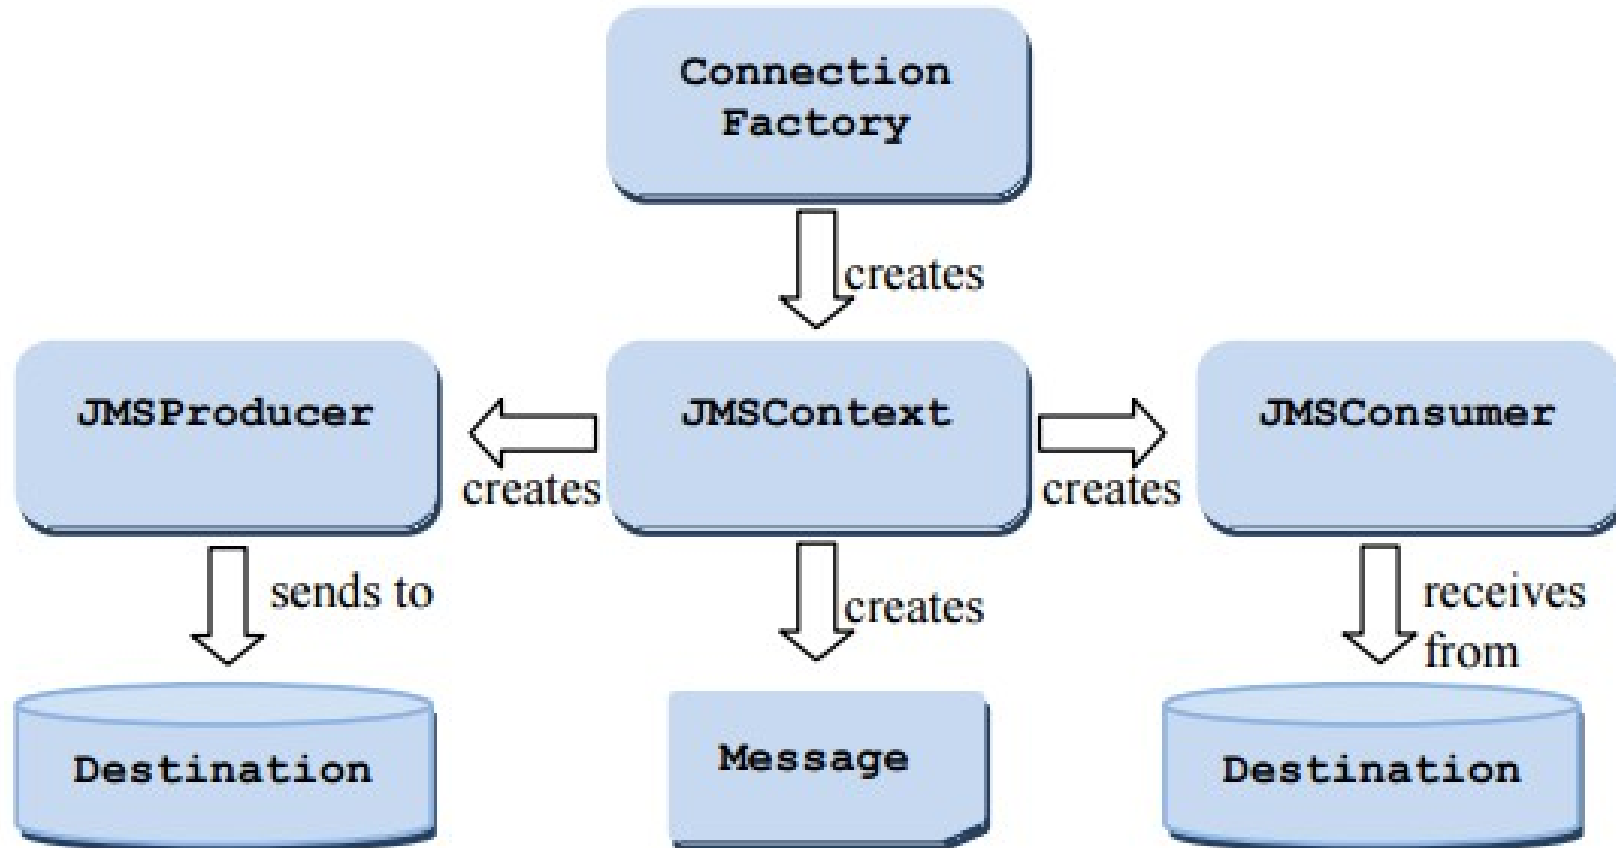 Connection
Factory
creates
JMSProducer
JMSContext
JMSConsumer
creates
creates
sends to
creates
receives
from
Destination
Message
Destination